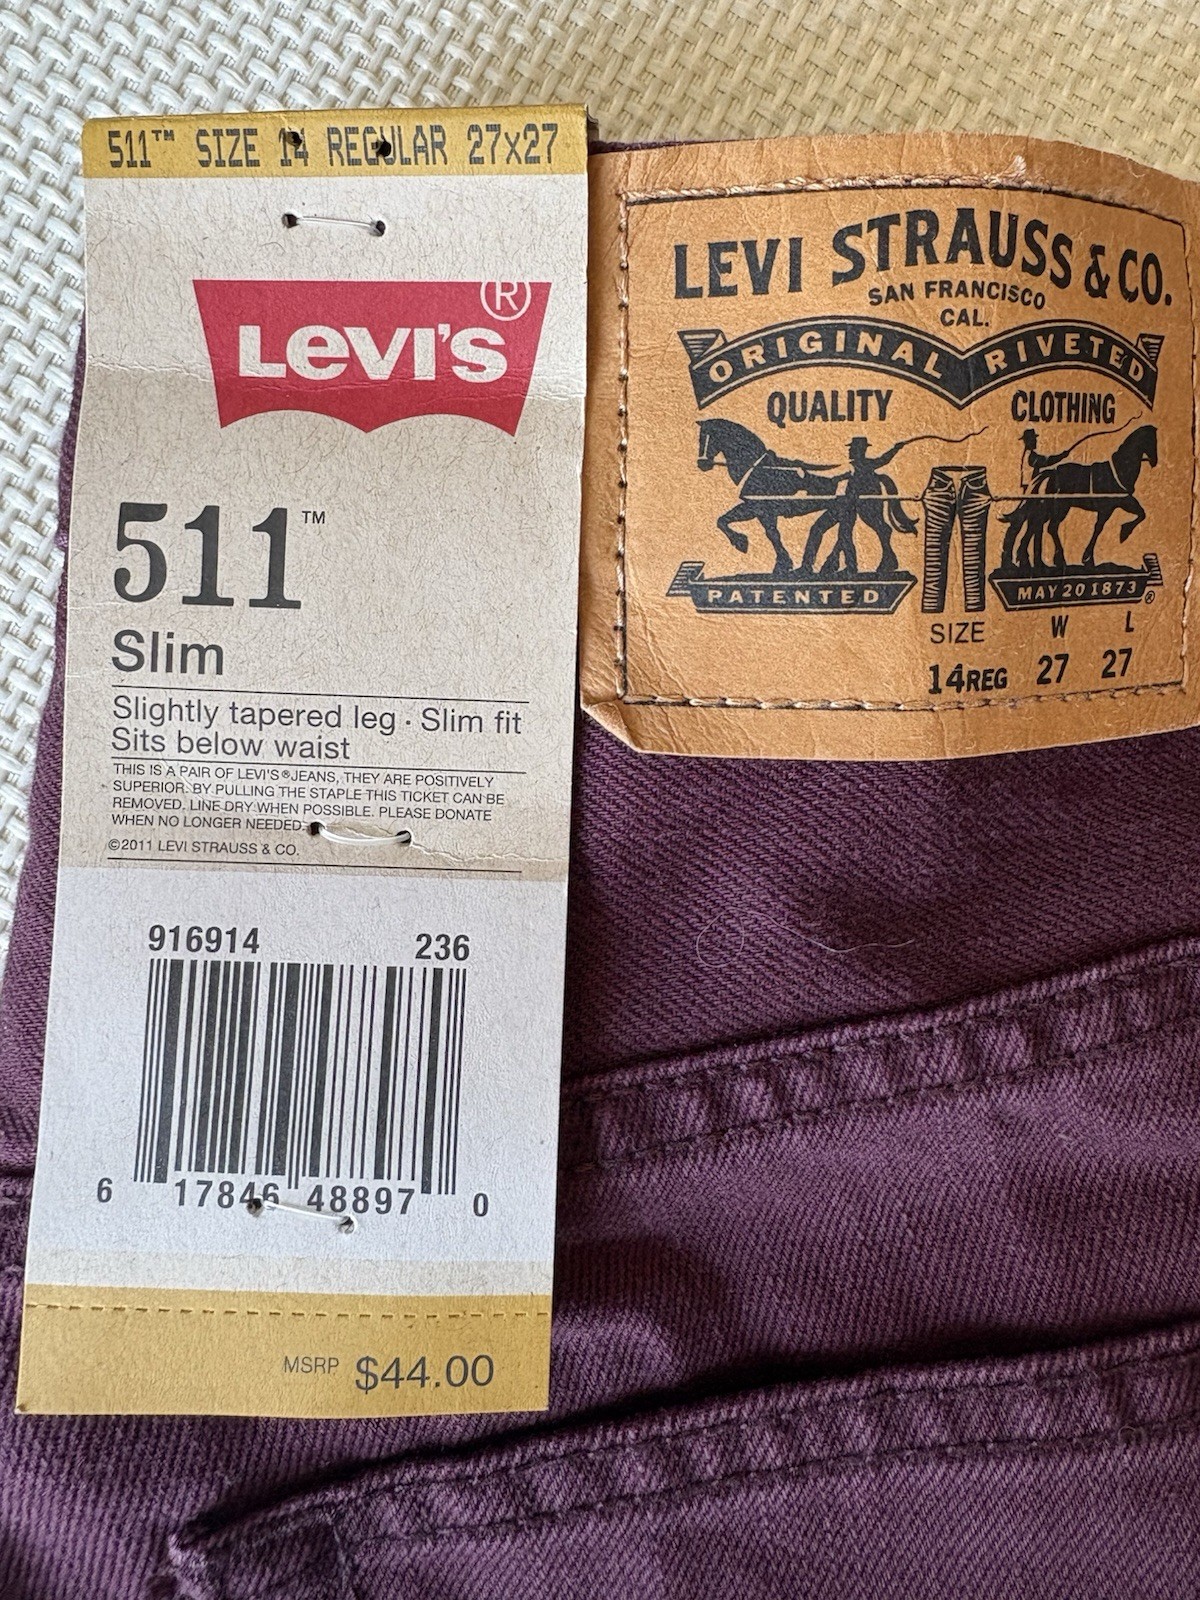 511™ SIZE 14 REGULAR 27x27
LEVI'S®
511™
Slim
Slightly tapered leg · Slim fit
Sits below waist
THIS IS A PAIR OF LEVI'S® JEANS, THEY ARE POSITIVELY
SUPERIOR. BY PULLING THE STAPLE THIS TICKET CAN BE
REMOVED. LINE DRY WHEN POSSIBLE. PLEASE DONATE
WHEN NO LONGER NEEDED.
©2011 LEVI STRAUSS & CO.
916914 236
6 17846 48897 0
MSRP $44.00
LEVI STRAUSS & CO.
SAN FRANCISCO
CAL.
ORIGINAL RIVETED
QUALITY CLOTHING
PATENTED MAY 20 1873 ®
SIZE W L
14REG 27 27